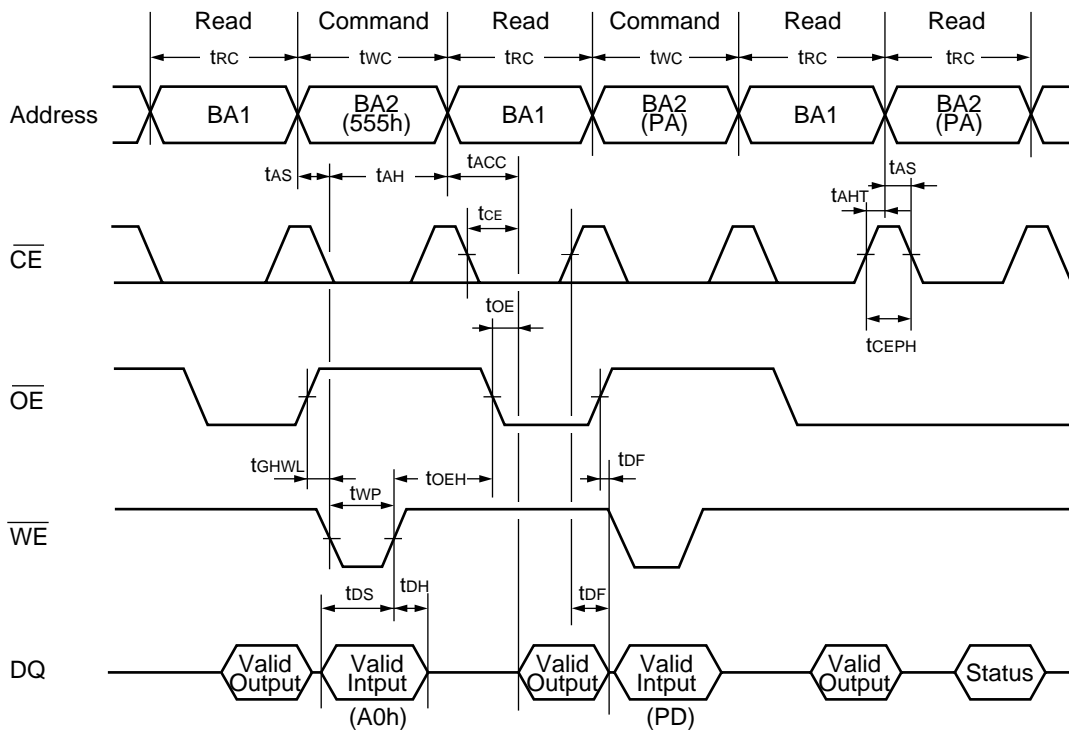 Read Command Read Command Read Read
tRC tWC tRC tWC tRC tRC
Address BA1 BA2 BA1 BA2 BA1 BA2
(555h) (PA) (PA)
tAS tAH tACC tAS
tAHT
CE tCE
tOE
tCEPH
OE
tGHWL tOEH tDF
tWP
WE
tDS tDH tDF
DQ Valid Valid Valid Valid Valid Status
Output Intput Output Intput Output
(A0h) (PD)